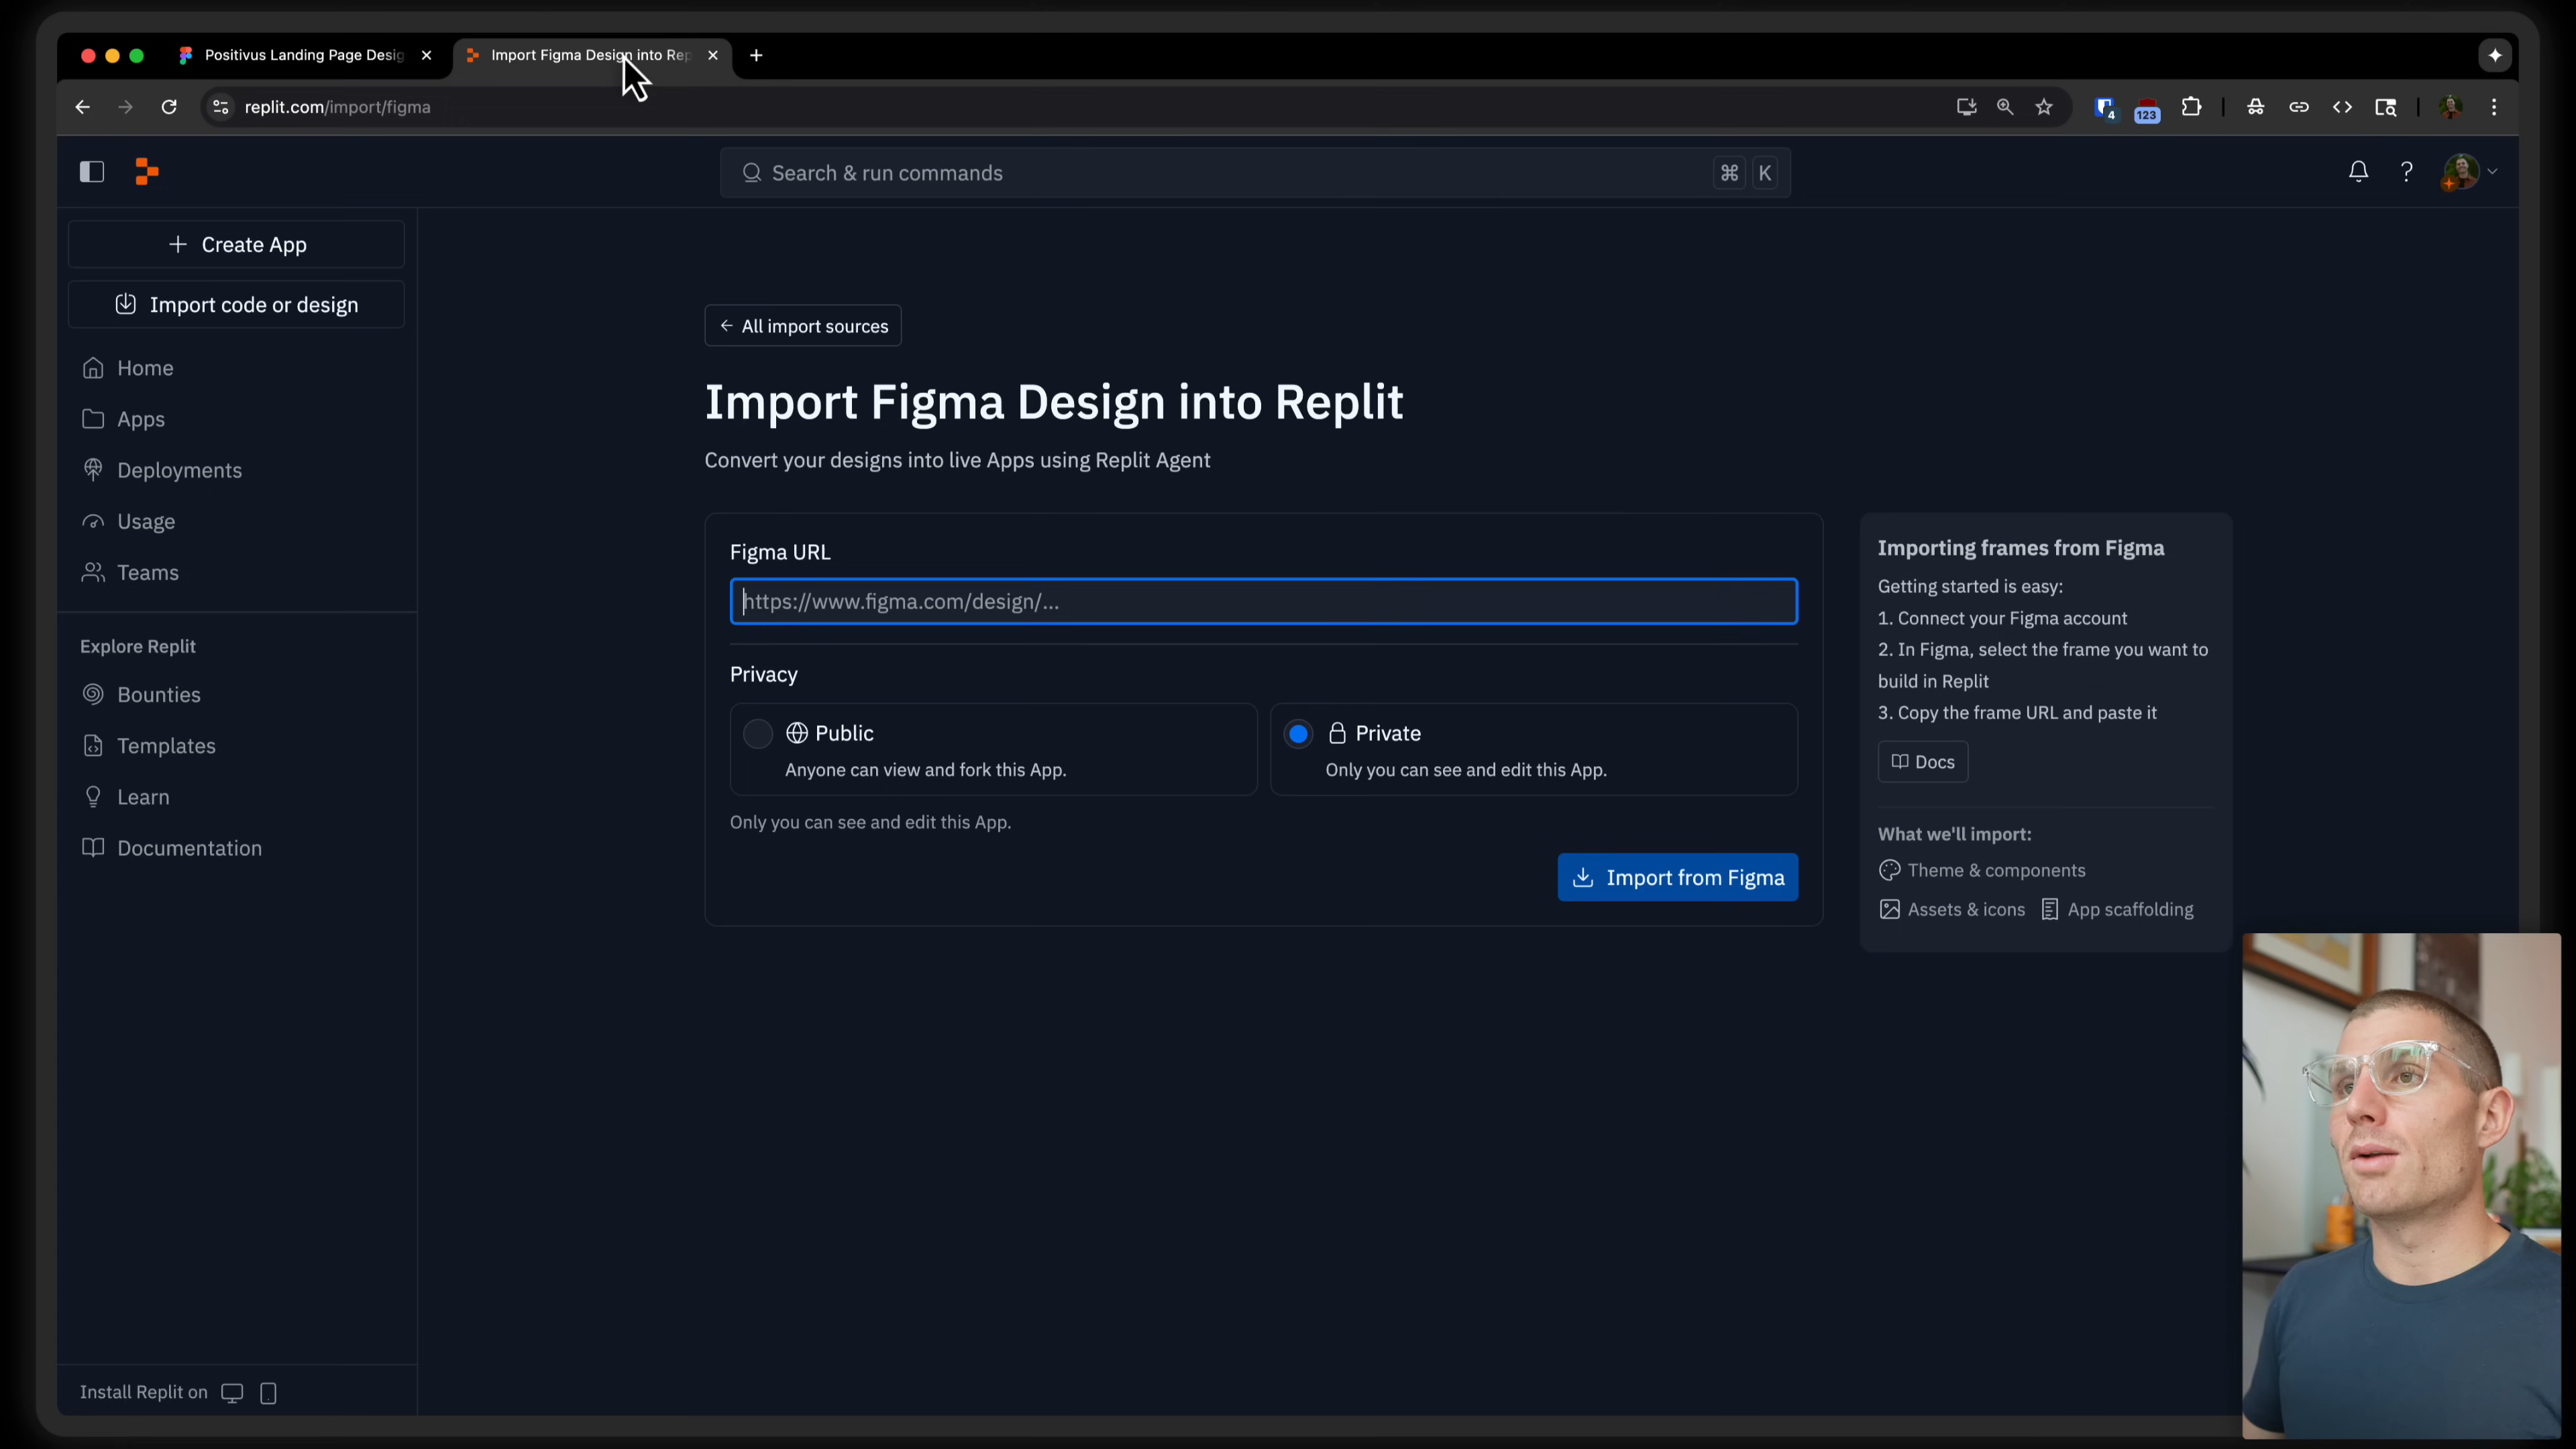 Positivus Landing Page Desig
Import Figma Design into Rep
replit.com/import/figma
4
123
Search & run commands
⌘ K
Create App
Import code or design
Home
Apps
Deployments
Usage
Teams
Explore Replit
Bounties
Templates
Learn
Documentation
Install Replit on
All import sources
Import Figma Design into Replit
Convert your designs into live Apps using Replit Agent
Figma URL
https://www.figma.com/design/...
Privacy
Public
Anyone can view and fork this App.
Private
Only you can see and edit this App.
Only you can see and edit this App.
Import from Figma
Importing frames from Figma
Getting started is easy:
1. Connect your Figma account
2. In Figma, select the frame you want to
build in Replit
3. Copy the frame URL and paste it
Docs
What we'll import:
Theme & components
Assets & icons App scaffolding